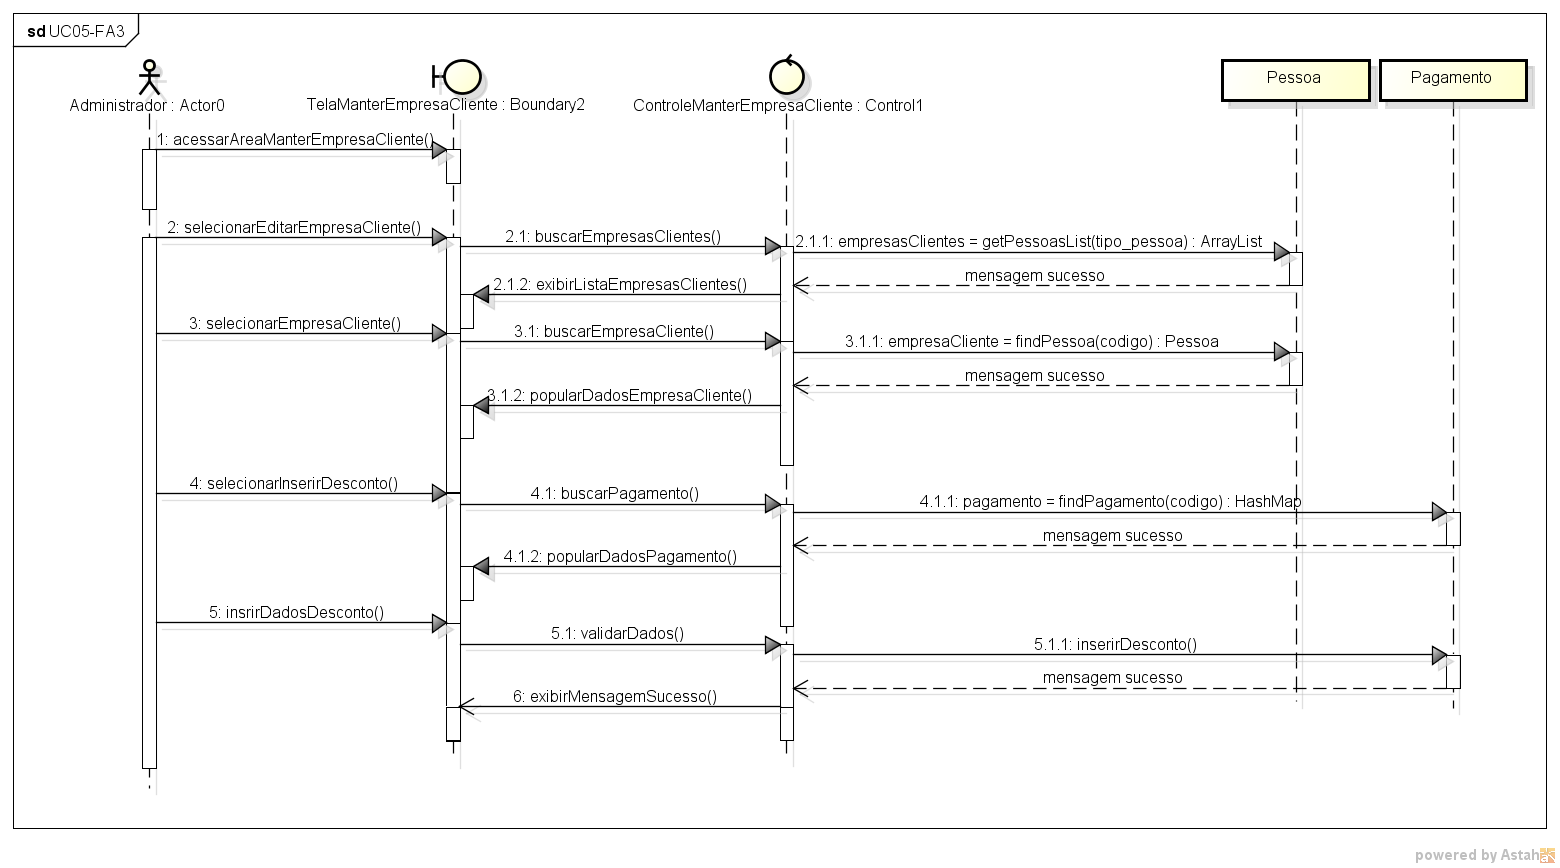 sd UC05-FA3
Administrador : Actor0
TelaManterEmpresaCliente : Boundary2
ControleManterEmpresaCliente : Control1
Pessoa
Pagamento
1: acessarAreaManterEmpresaCliente()
2: selecionarEditarEmpresaCliente()
2.1: buscarEmpresasClientes()
2.1.1: empresasClientes = getPessoasList(tipo_pessoa) : ArrayList
mensagem sucesso
2.1.2: exibirListaEmpresasClientes()
3: selecionarEmpresaCliente()
3.1: buscarEmpresaCliente()
3.1.1: empresaCliente = findPessoa(codigo) : Pessoa
mensagem sucesso
3.1.2: popularDadosEmpresaCliente()
4: selecionarInserirDesconto()
4.1: buscarPagamento()
4.1.1: pagamento = findPagamento(codigo) : HashMap
mensagem sucesso
4.1.2: popularDadosPagamento()
5: insrirDadosDesconto()
5.1: validarDados()
5.1.1: inserirDesconto()
mensagem sucesso
6: exibirMensagemSucesso()
powered by Astah